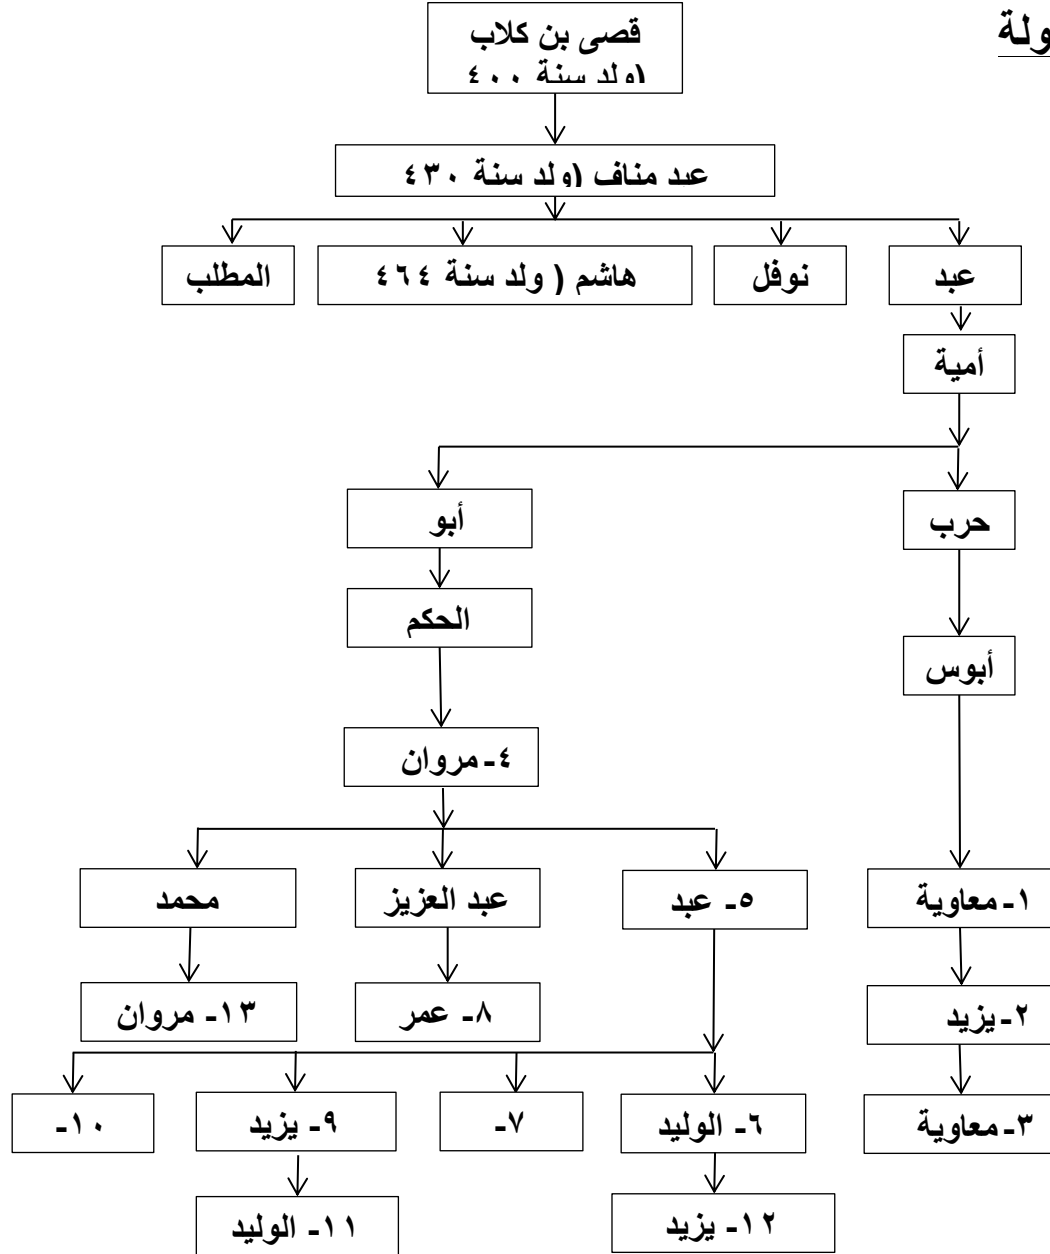 ولة
قصى بن كلاب
(ولد سنة ٤٠٠
عبد مناف (ولد سنة ٤٣٠
عبد
نوفل
هاشم ( ولد سنة ٤٦٤
المطلب
أمية
حرب
أبو
الحكم
أبوس
٤- مروان
١- معاوية
٥- عبد
عبد العزيز
محمد
٢- يزيد
٨- عمر
١٣- مروان
٣- معاوية
٦- الوليد
٧-
٩- يزيد
١٠-
١٢- يزيد
١١- الوليد